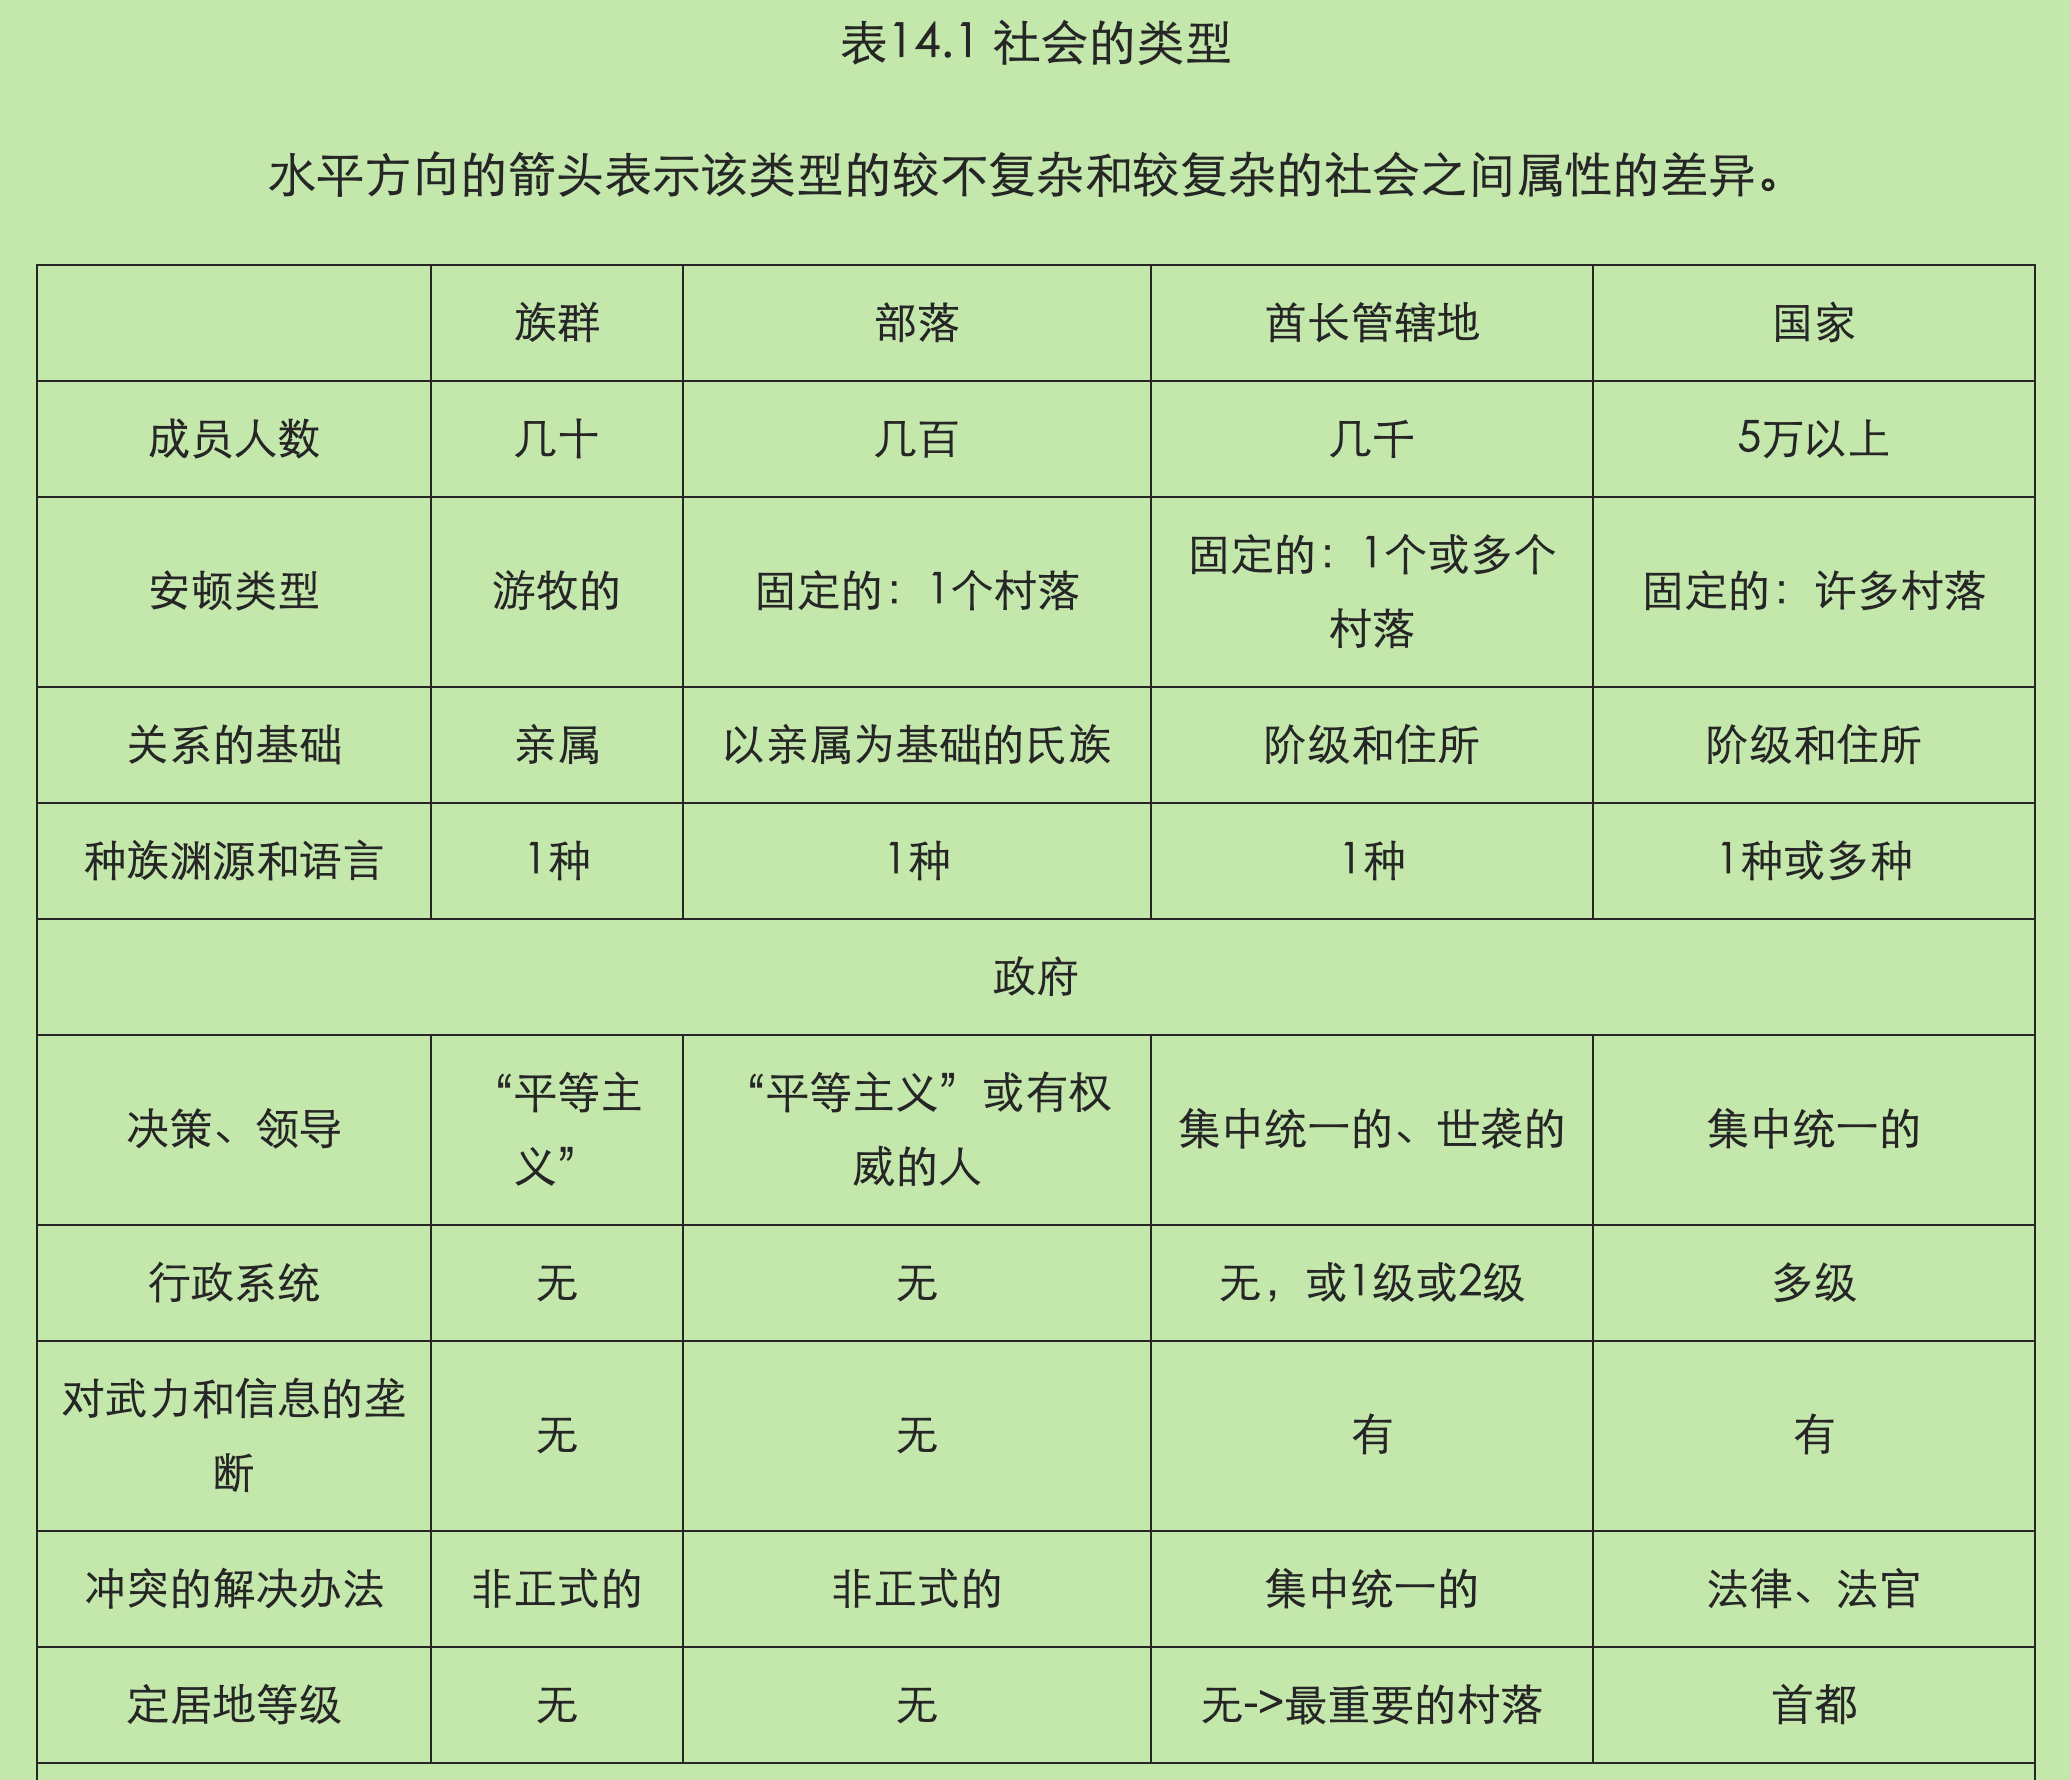 表14.1 社会的类型
水平方向的箭头表示该类型的较不复杂和较复杂的社会之间属性的差异。
族群 部落 酋长管辖地 国家
成员人数 几十 几百 几千 5万以上
安顿类型 游牧的 固定的：1个村落 固定的：1个或多个村落 固定的：许多村落
关系的基础 亲属 以亲属为基础的氏族 阶级和住所 阶级和住所
种族渊源和语言 1种 1种 1种 1种或多种
政府
决策、领导 “平等主义” “平等主义”或有权威的人 集中统一的、世袭的 集中统一的
行政系统 无 无 无，或1级或2级 多级
对武力和信息的垄断 无 无 有 有
冲突的解决办法 非正式的 非正式的 集中统一的 法律、法官
定居地等级 无 无 无->最重要的村落 首都